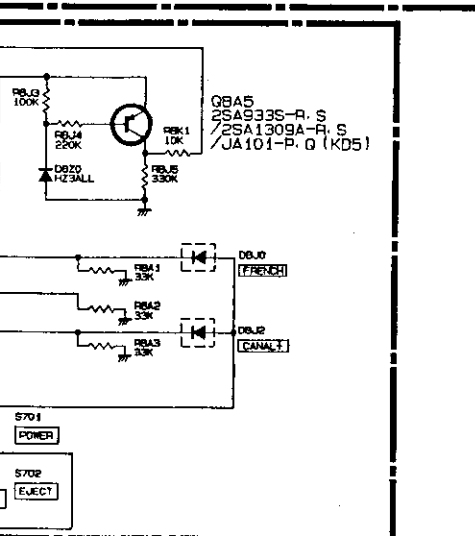 R8J3
100K
R8J4
220K
D8Z0
HZ3ALL
R8K1
10K
R8J5
330K
Q8A5
2SA933S-R, S
/2SA1309A-R, S
/JA101-P, Q (KD5)
R8A1
33K
D8J0
FRENCH
R8A2
33K
R8A3
33K
D8J2
CANAL+
S701
POWER
S702
EJECT